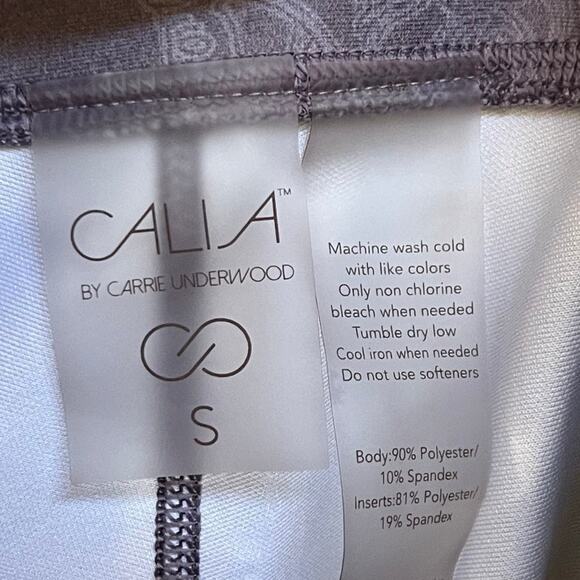 CALIA™
BY CARRIE UNDERWOOD
S
Machine wash cold
with like colors
Only non chlorine
bleach when needed
Tumble dry low
Cool iron when needed
Do not use softeners
Body:90% Polyester/
10% Spandex
Inserts:81% Polyester/
19% Spandex